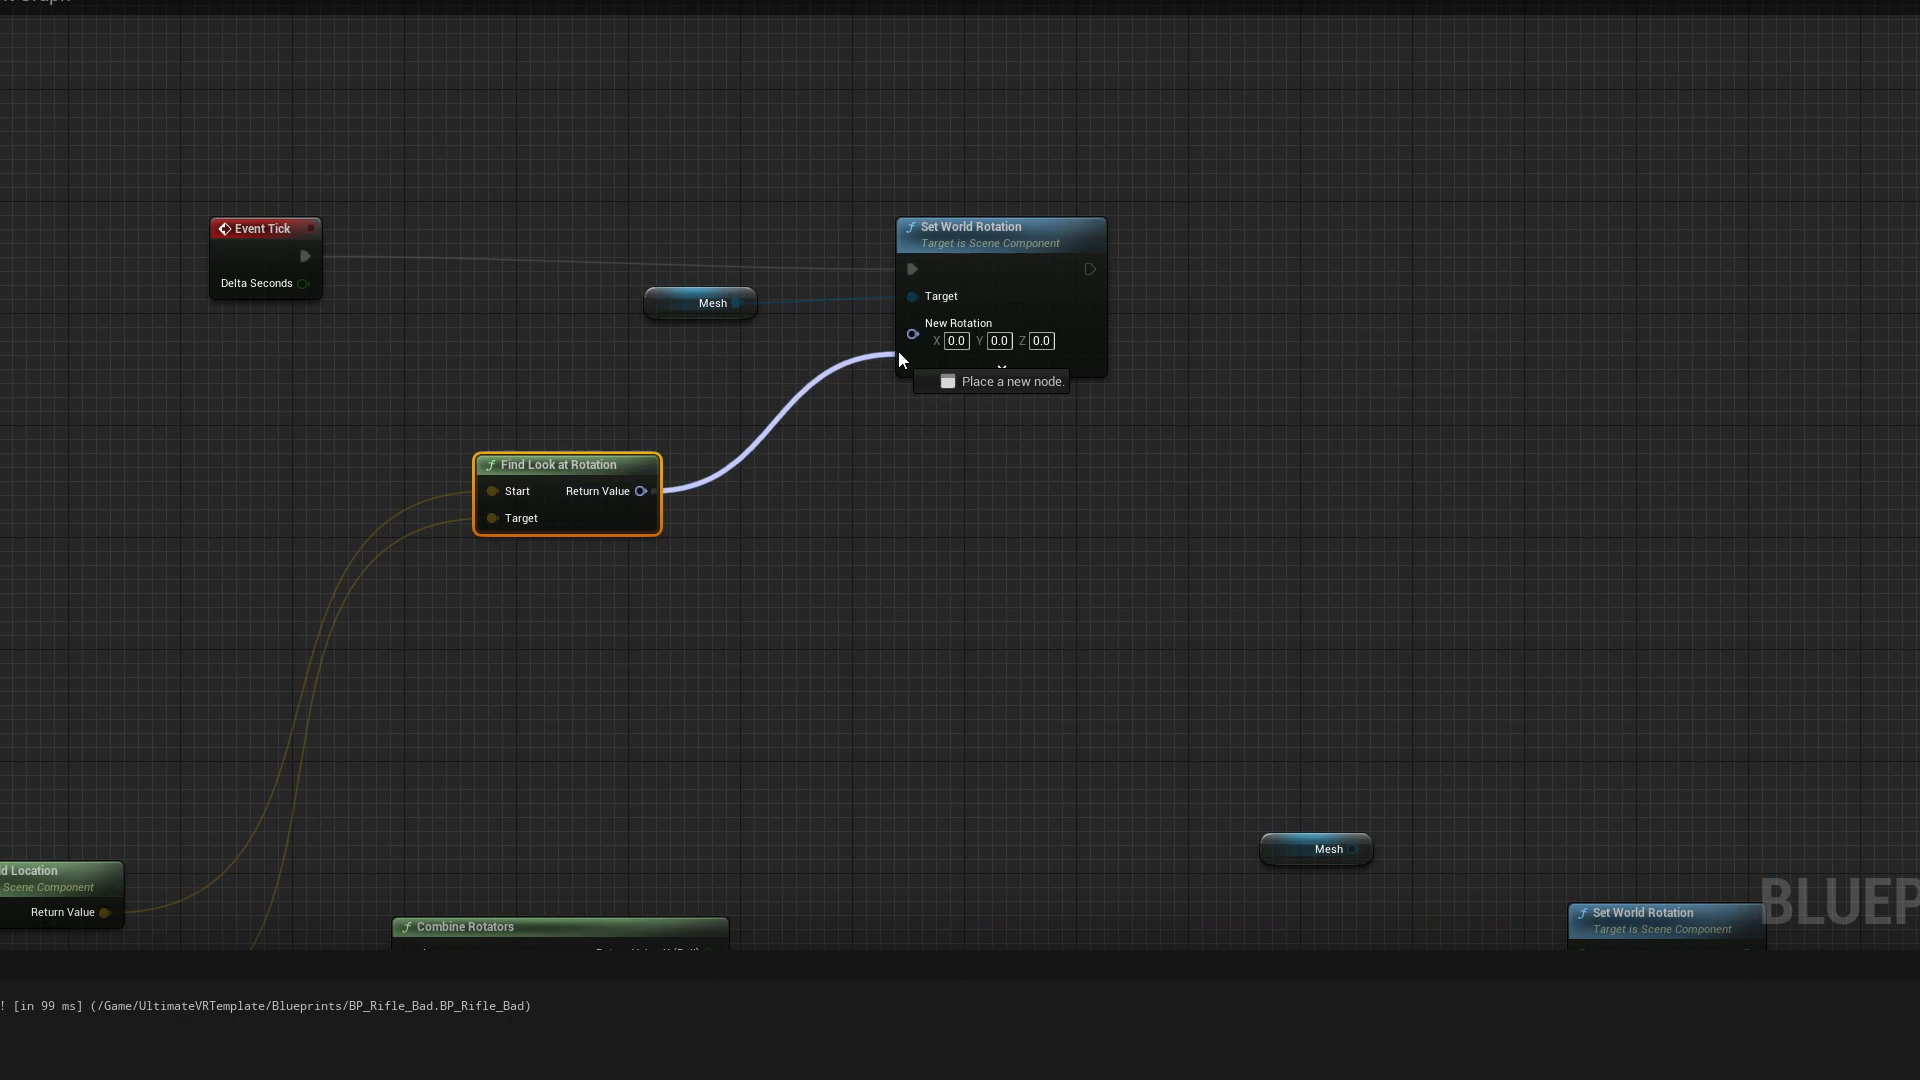 Event Tick
Delta Seconds
Mesh
Set World Rotation
Target is Scene Component
Target
New Rotation
X 0.0 Y 0.0 Z 0.0
Place a new node.
Find Look at Rotation
Start Return Value
Target
Mesh
d Location
Scene Component
Return Value
Combine Rotators
BLUEP
Set World Rotation
Target is Scene Component
! [in 99 ms] (/Game/UltimateVRTemplate/Blueprints/BP_Rifle_Bad.BP_Rifle_Bad)